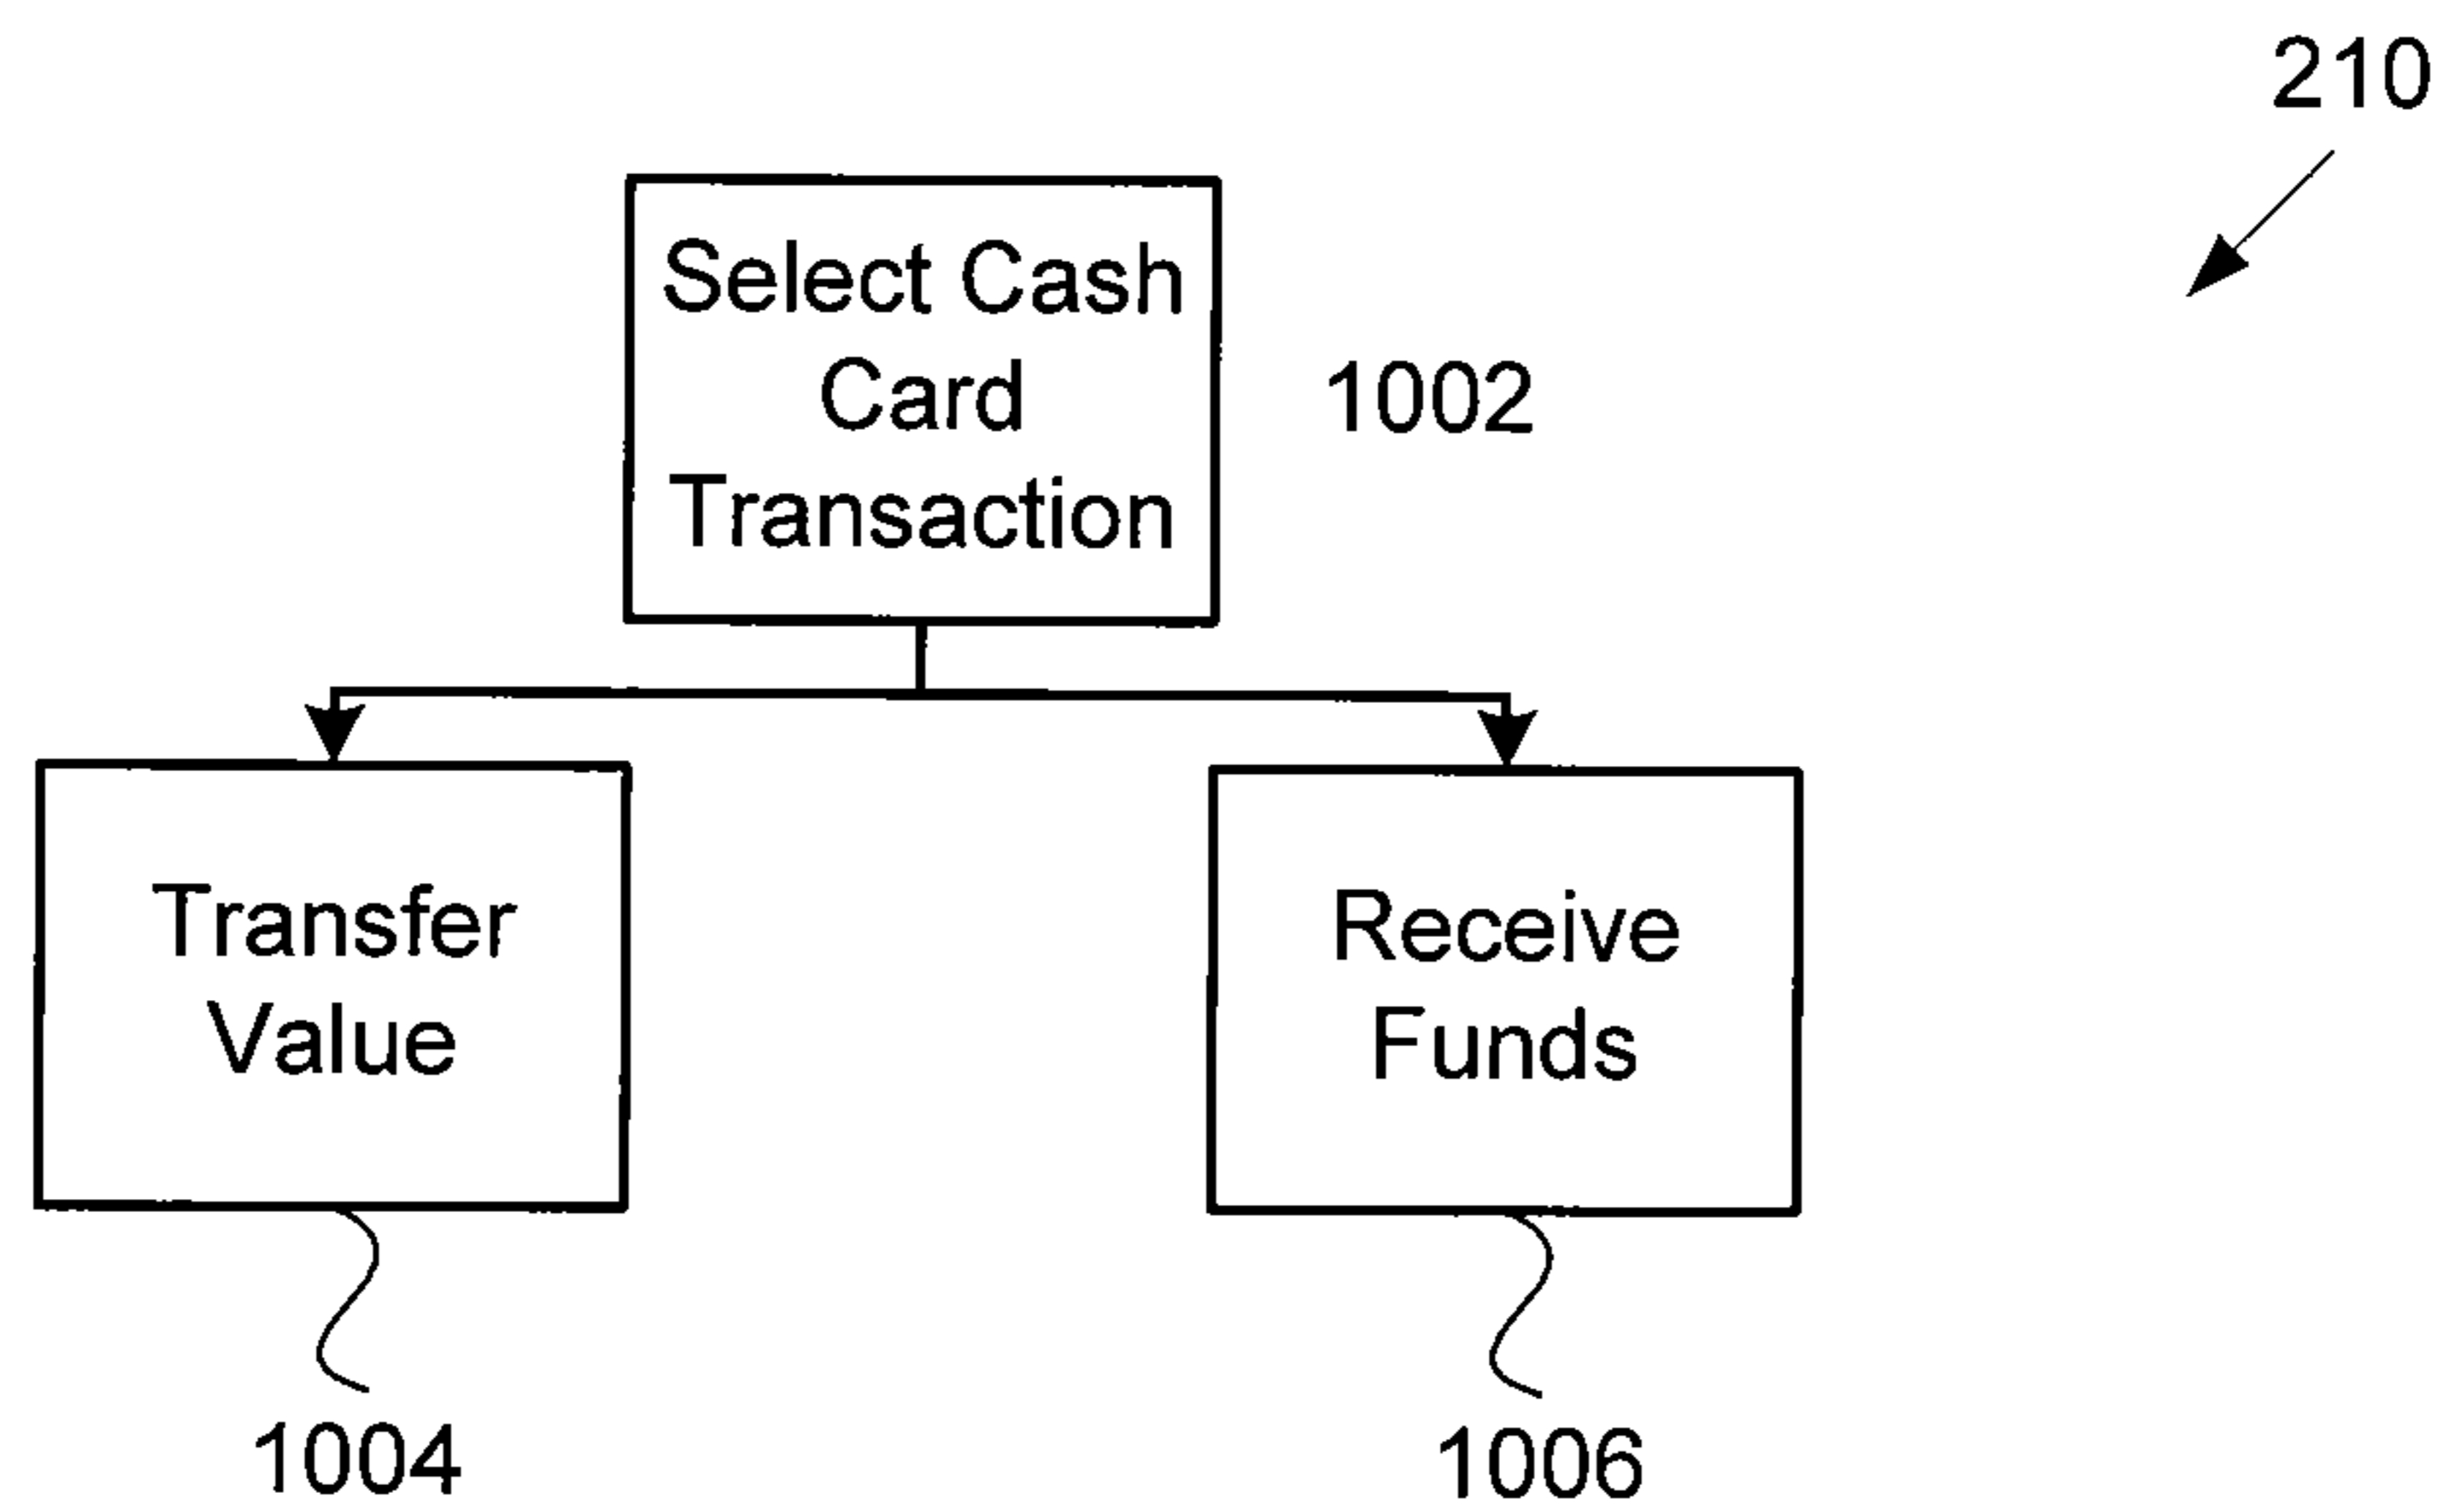 210
Select Cash
Card
Transaction
1002
Transfer
Value
Receive
Funds
1004
1006